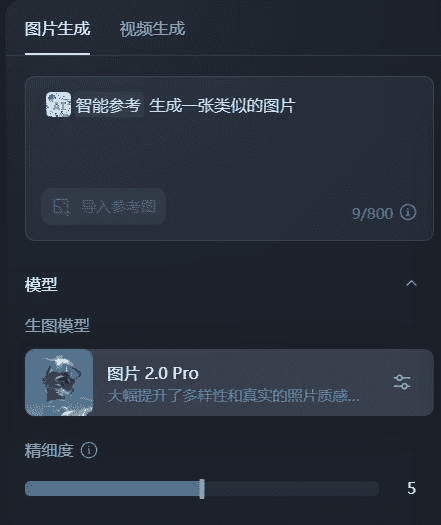 图片生成 视频生成
AI 智能参考 生成一张类似的图片
导入参考图 9/800
模型
生图模型
图片 2.0 Pro
大幅提升了多样性和真实的照片质感...
精细度
5